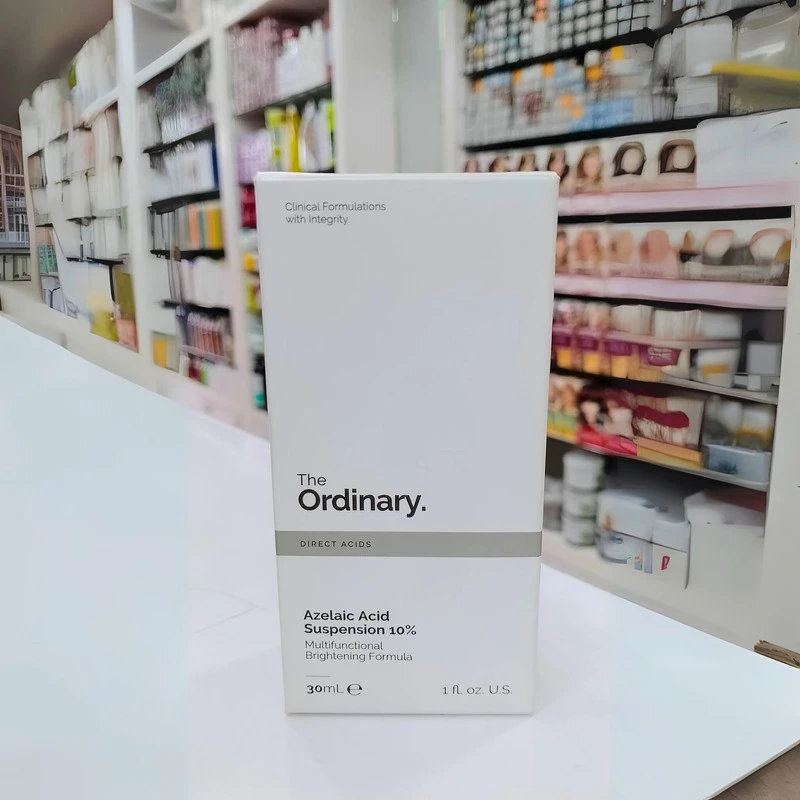 Clinical Formulations
with Integrity.
The
Ordinary.
DIRECT ACIDS
Azelaic Acid
Suspension 10%
Multifunctional
Brightening Formula
30mL ℮
1 fl. oz. U.S.